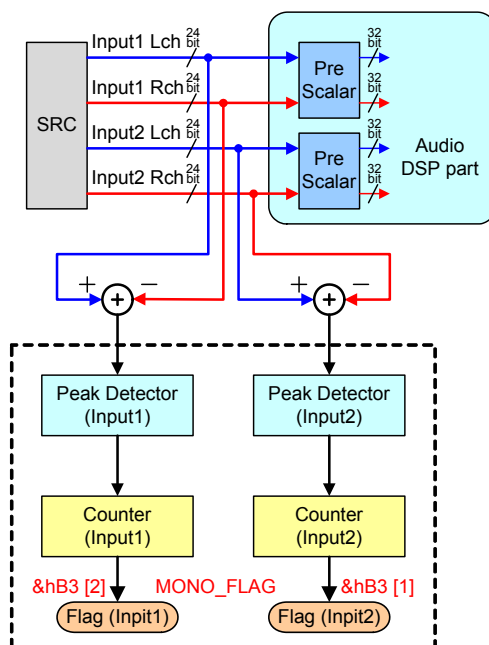 Input1 Lch 24 bit
32 bit
Input1 Rch 24 bit
Pre Scalar
32 bit
SRC
Input2 Lch 24 bit
32 bit
Input2 Rch 24 bit
Pre Scalar
32 bit
Audio
DSP part
+ −
+
+ −
+
Peak Detector
(Input1)
Peak Detector
(Input2)
Counter
(Input1)
Counter
(Input2)
&hB3 [2] MONO_FLAG &hB3 [1]
Flag (Inpit1)
Flag (Inpit2)